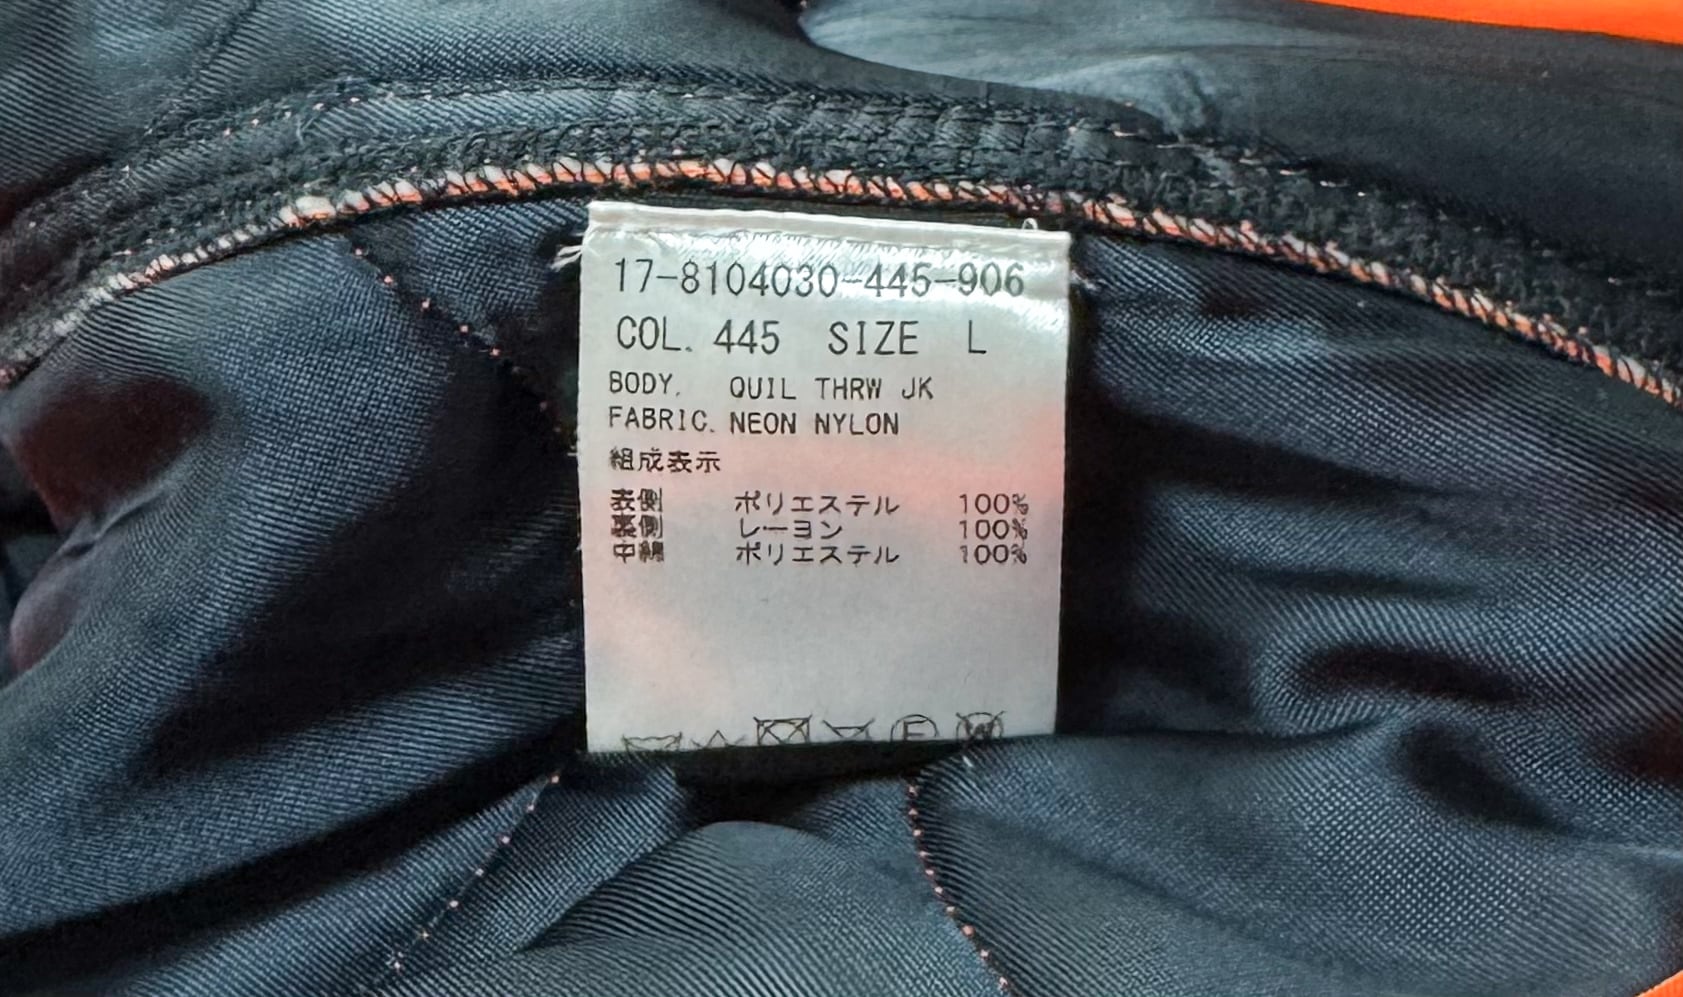 17-8104030-445-906
COL. 445 SIZE L
BODY. QUIL THRW JK
FABRIC. NEON NYLON
組成表示
表側 ポリエステル 100%
裏側 レーヨン 100%
中綿 ポリエステル 100%